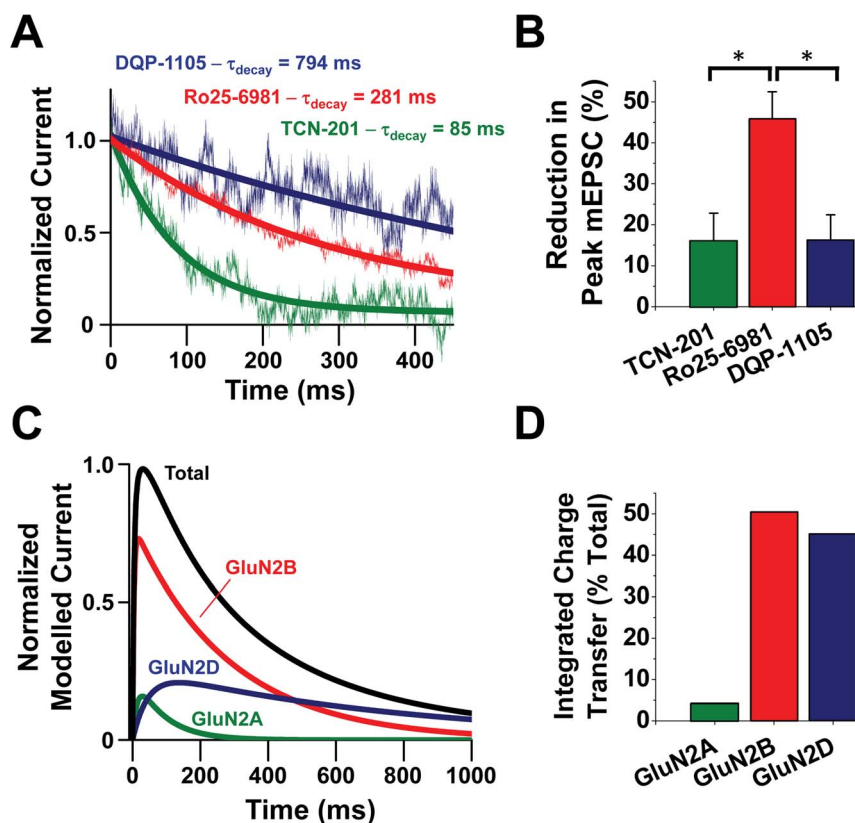 A
DQP-1105 – τdecay = 794 ms
Ro25-6981 – τdecay = 281 ms
TCN-201 – τdecay = 85 ms
Normalized Current
1.0
0.5
0
0 100 200 300 400
Time (ms)
B
* *
Reduction in
Peak mEPSC (%)
50
40
30
20
10
0
TCN-201
Ro25-6981
DQP-1105
C
Normalized
Modelled Current
1.0
0.5
0
Total
GluN2B
GluN2D
GluN2A
0 200 400 600 800 1000
Time (ms)
D
Integrated Charge
Transfer (% Total)
50
40
30
20
10
0
GluN2A
GluN2B
GluN2D